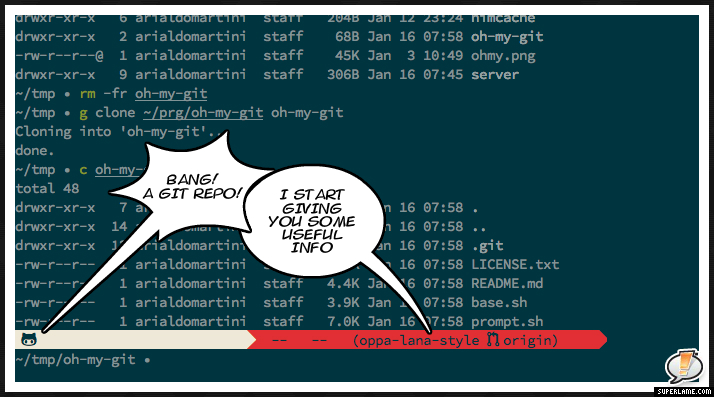 drwxr-xr-x 6 arialdomartini staff 204B Jan 12 23:24 nimcache
drwxr-xr-x 2 arialdomartini staff 68B Jan 16 07:58 oh-my-git
-rw-r--r--@ 1 arialdomartini staff 45K Jan 3 10:49 ohmy.png
drwxr-xr-x 9 arialdomartini staff 306B Jan 16 07:45 server
~/tmp • rm -fr oh-my-git
~/tmp • g clone ~/prg/oh-my-git oh-my-git
Cloning into 'oh-my-git'..
done.
~/tmp • c oh-my-
total 48
BANG!
A GIT REPO!
I START
GIVING
YOU SOME
USEFUL
INFO
drwxr-xr-x 7 arialdomartini Jan 16 07:58 .
drwxr-xr-x 14 arialdomartini Jan 16 07:58 ..
drwxr-xr-x arialdomartini Jan 16 07:58 .git
-rw-r--r-- 1 arialdomartini staff Jan 16 07:58 LICENSE.txt
-rw-r--r-- 1 arialdomartini staff 4.4K Jan 16 07:58 README.md
-rw-r--r-- 1 arialdomartini staff 3.9K Jan 16 07:58 base.sh
-rw-r--r-- 1 arialdomartini staff 7.0K Jan 16 07:58 prompt.sh
-- -- (oppa-lana-style origin)
~/tmp/oh-my-git •
SUPERLAME.COM